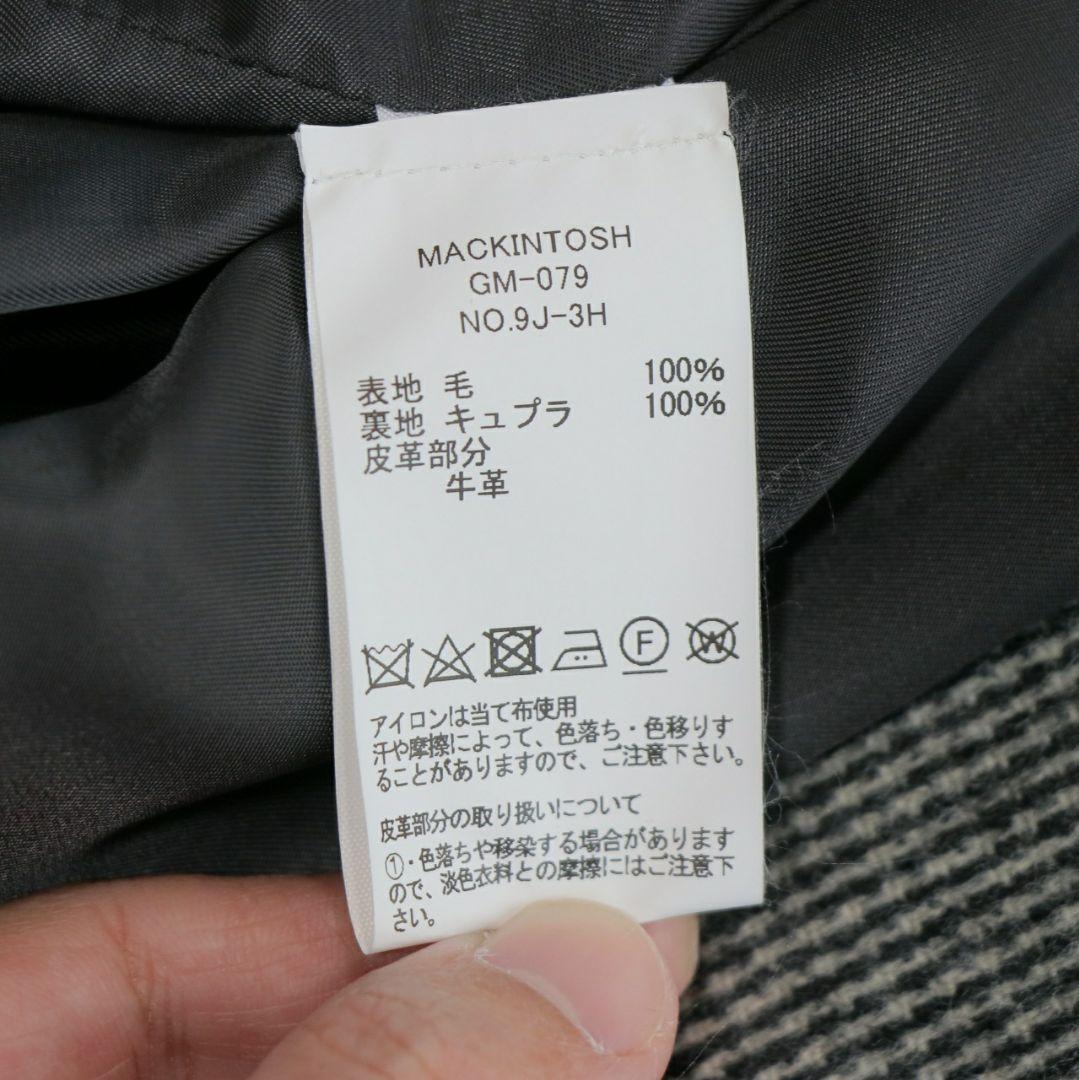 MACKINTOSH
GM-079
NO.9J-3H
表地 毛 100%
裏地 キュプラ 100%
皮革部分
牛革
F W
アイロンは当て布使用
汗や摩擦によって、色落ち・色移りす
ることがありますので、ご注意下さい。
皮革部分の取り扱いについて
①・色落ちや移染する場合があります
ので、淡色衣料との摩擦にはご注意下
さい。